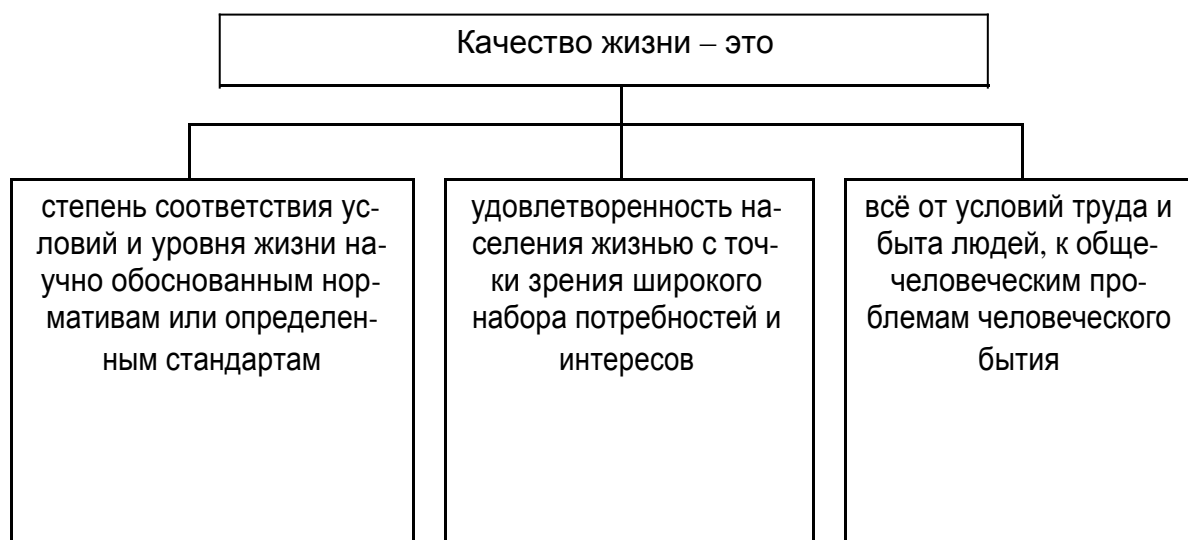 Качество жизни – это
степень соответствия ус-
ловий и уровня жизни на-
учно обоснованным нор-
мативам или определен-
ным стандартам
удовлетворенность на-
селения жизнью с точ-
ки зрения широкого
набора потребностей и
интересов
всё от условий труда и
быта людей, к обще-
человеческим про-
блемам человеческого
бытия